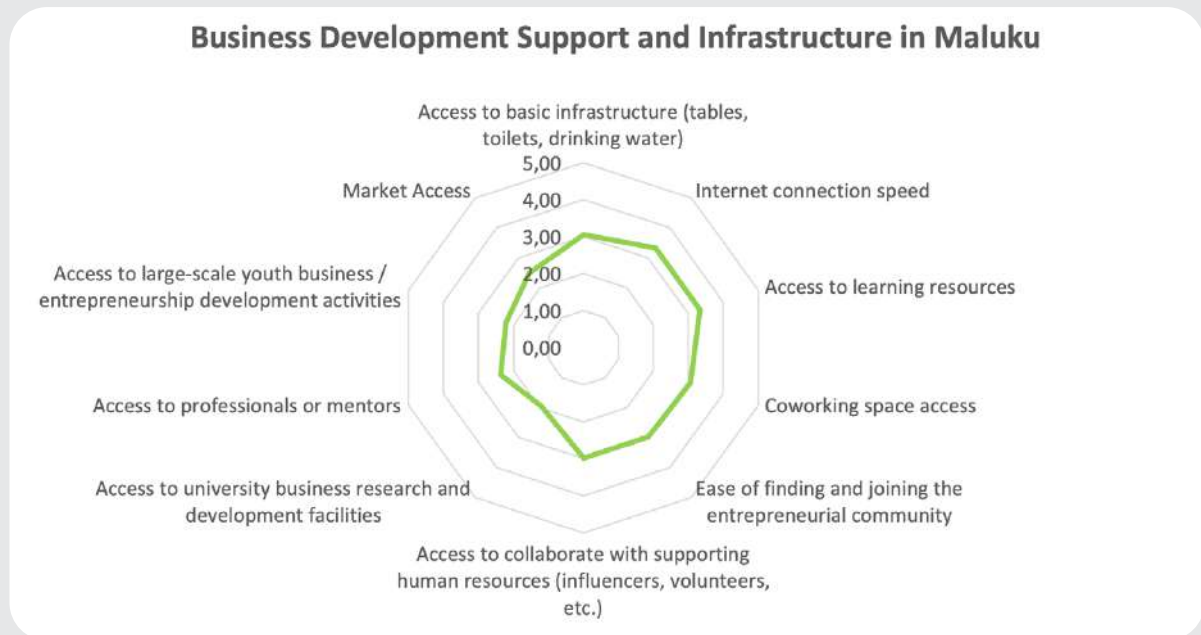 Business Development Support and Infrastructure in Maluku
Access to basic infrastructure (tables,
toilets, drinking water)
5,00
4,00
3,00
2,00
1,00
0,00
Internet connection speed
Access to learning resources
Coworking space access
Ease of finding and joining the
entrepreneurial community
Access to collaborate with supporting
human resources (influencers, volunteers,
etc.)
Access to university business research and
development facilities
Access to professionals or mentors
Access to large-scale youth business /
entrepreneurship development activities
Market Access